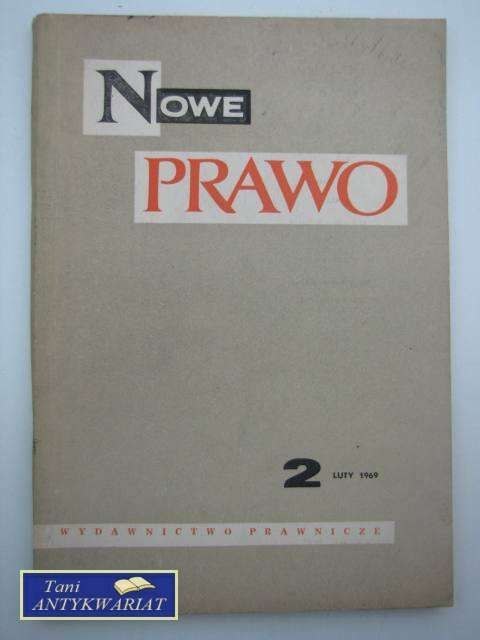 NOWE
PRAWO
2 LUTY 1969
WYDAWNICTWO PRAWNICZE
Tani
ANTYKWARIAT